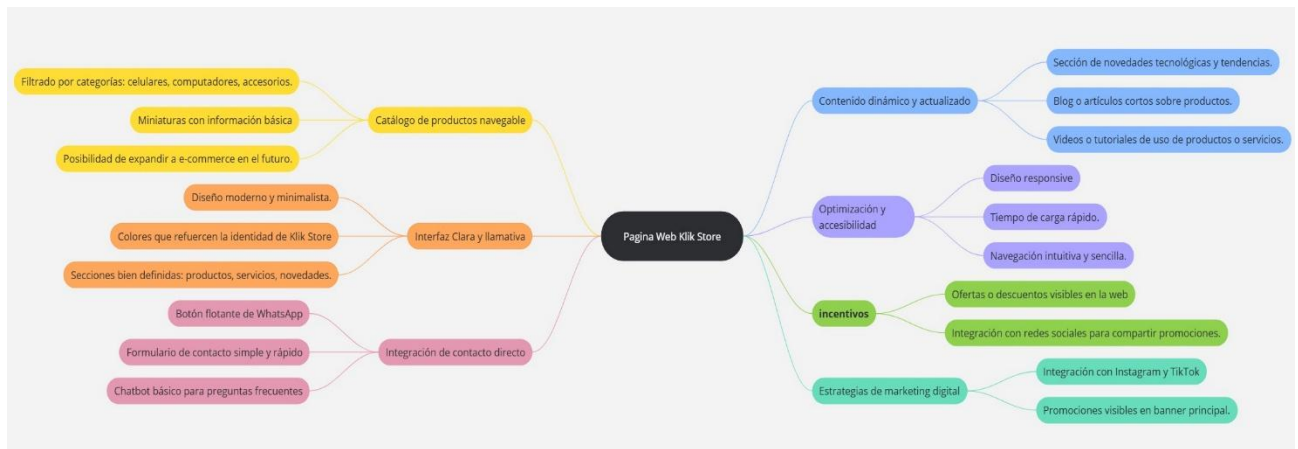 Pagina Web Klik Store
Catálogo de productos navegable
Filtrado por categorías: celulares, computadores, accesorios.
Miniaturas con información básica
Posibilidad de expandir a e-commerce en el futuro.
Interfaz Clara y llamativa
Diseño moderno y minimalista.
Colores que refuercen la identidad de Klik Store
Secciones bien definidas: productos, servicios, novedades.
Integración de contacto directo
Botón flotante de WhatsApp
Formulario de contacto simple y rápido
Chatbot básico para preguntas frecuentes
Contenido dinámico y actualizado
Sección de novedades tecnológicas y tendencias.
Blog o artículos cortos sobre productos.
Videos o tutoriales de uso de productos o servicios.
Optimización y
accesibilidad
Diseño responsive
Tiempo de carga rápido.
Navegación intuitiva y sencilla.
incentivos
Ofertas o descuentos visibles en la web
Integración con redes sociales para compartir promociones.
Estrategias de marketing digital
Integración con Instagram y TikTok
Promociones visibles en banner principal.